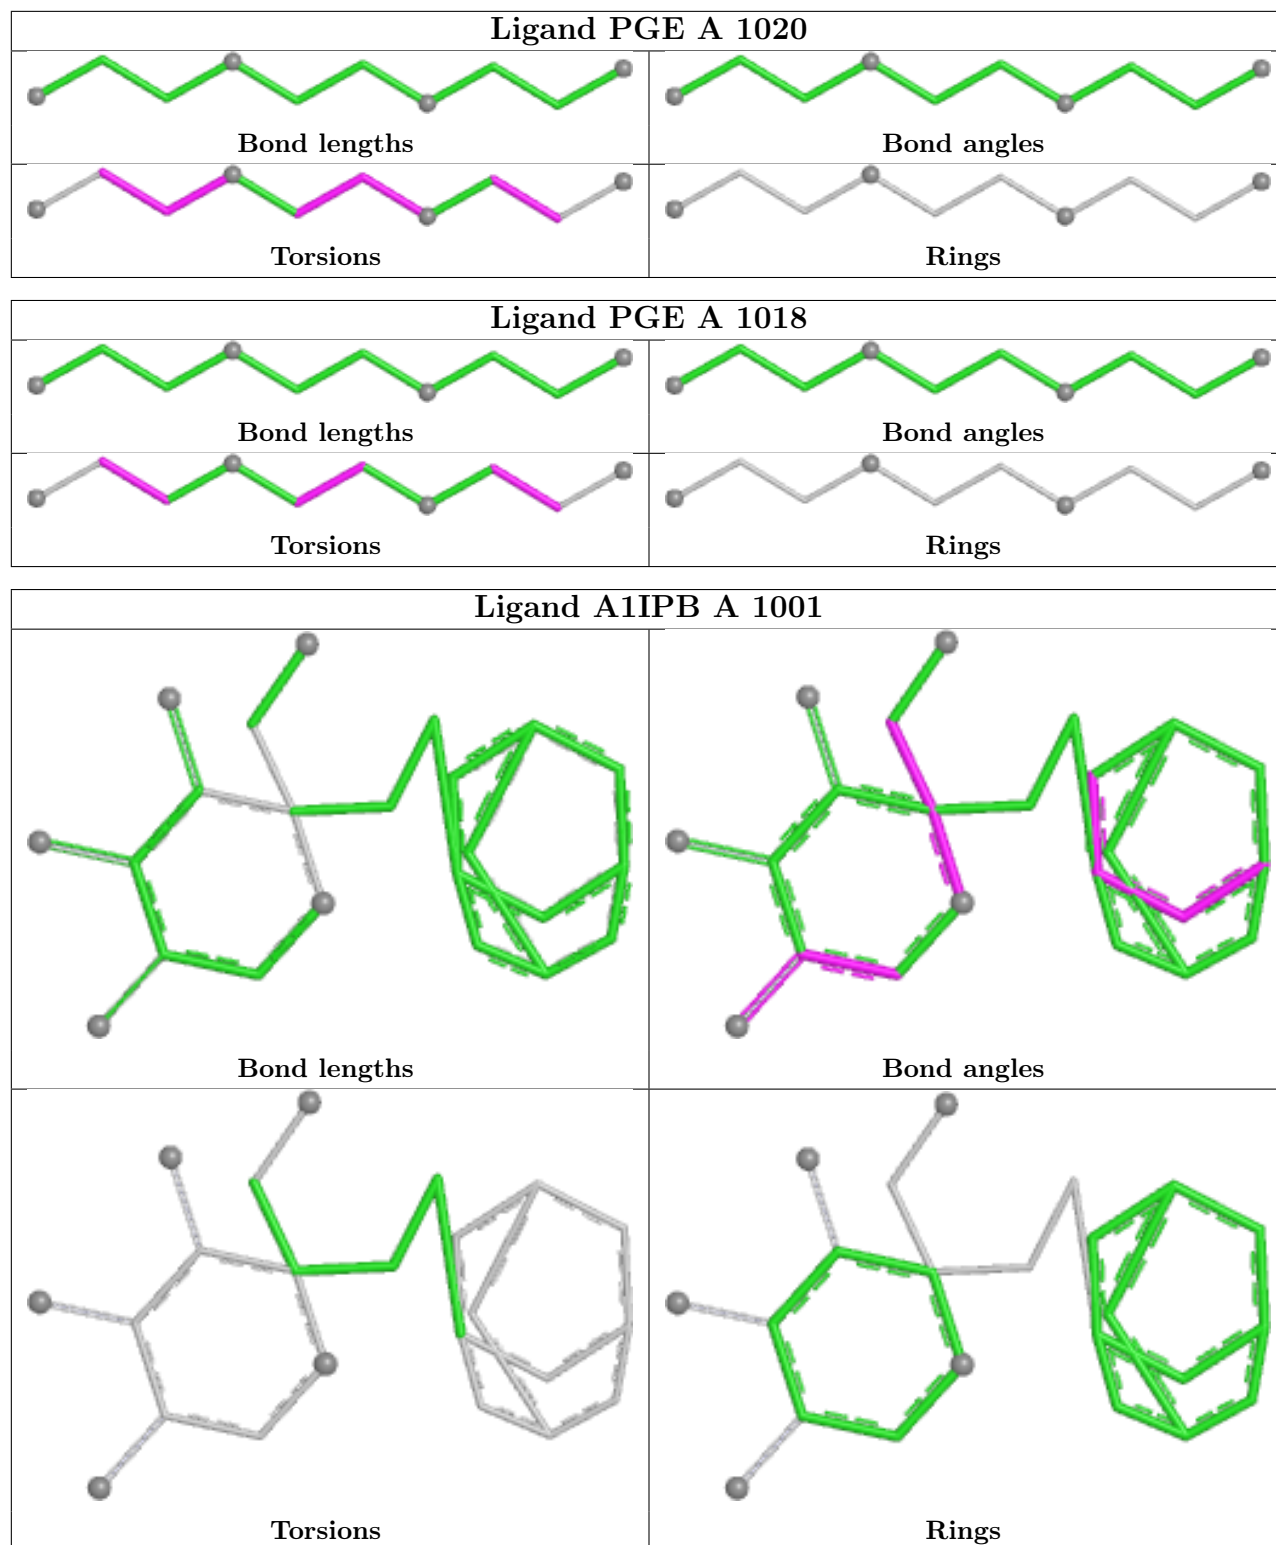 Ligand PGE A 1020
Bond lengths
Bond angles
Torsions
Rings
Ligand PGE A 1018
Bond lengths
Bond angles
Torsions
Rings
Ligand A1IPB A 1001
Bond lengths
Bond angles
Torsions
Rings